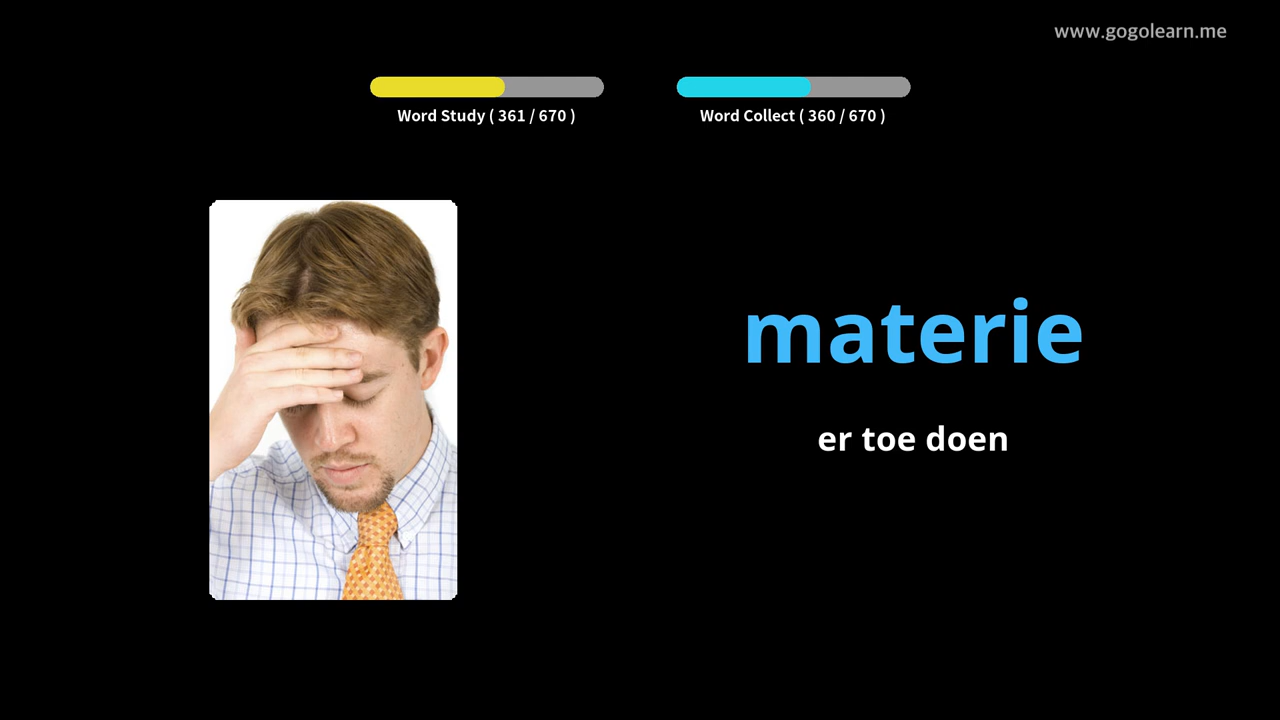 www.gogolearn.me
Word Study ( 361 / 670 )
Word Collect ( 360 / 670 )
materie
er toe doen